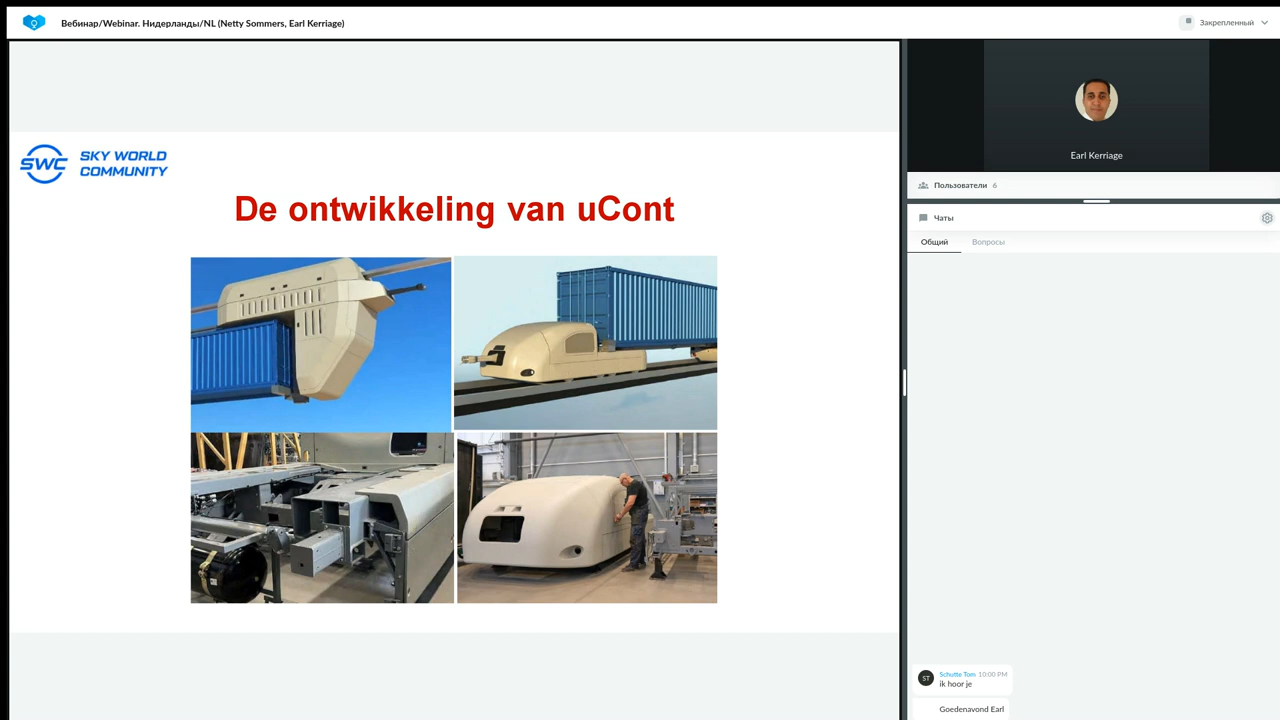 Вебинар/Webinar. Нидерланды/NL (Netty Sommers, Earl Kerriage)
Закрепленный
SWC SKY WORLD
COMMUNITY
De ontwikkeling van uCont
Earl Kerriage
Пользователи 6
Чаты
Общий Вопросы
ST Schutte Tom 10:00 PM
ik hoor je
Goedenavond Earl